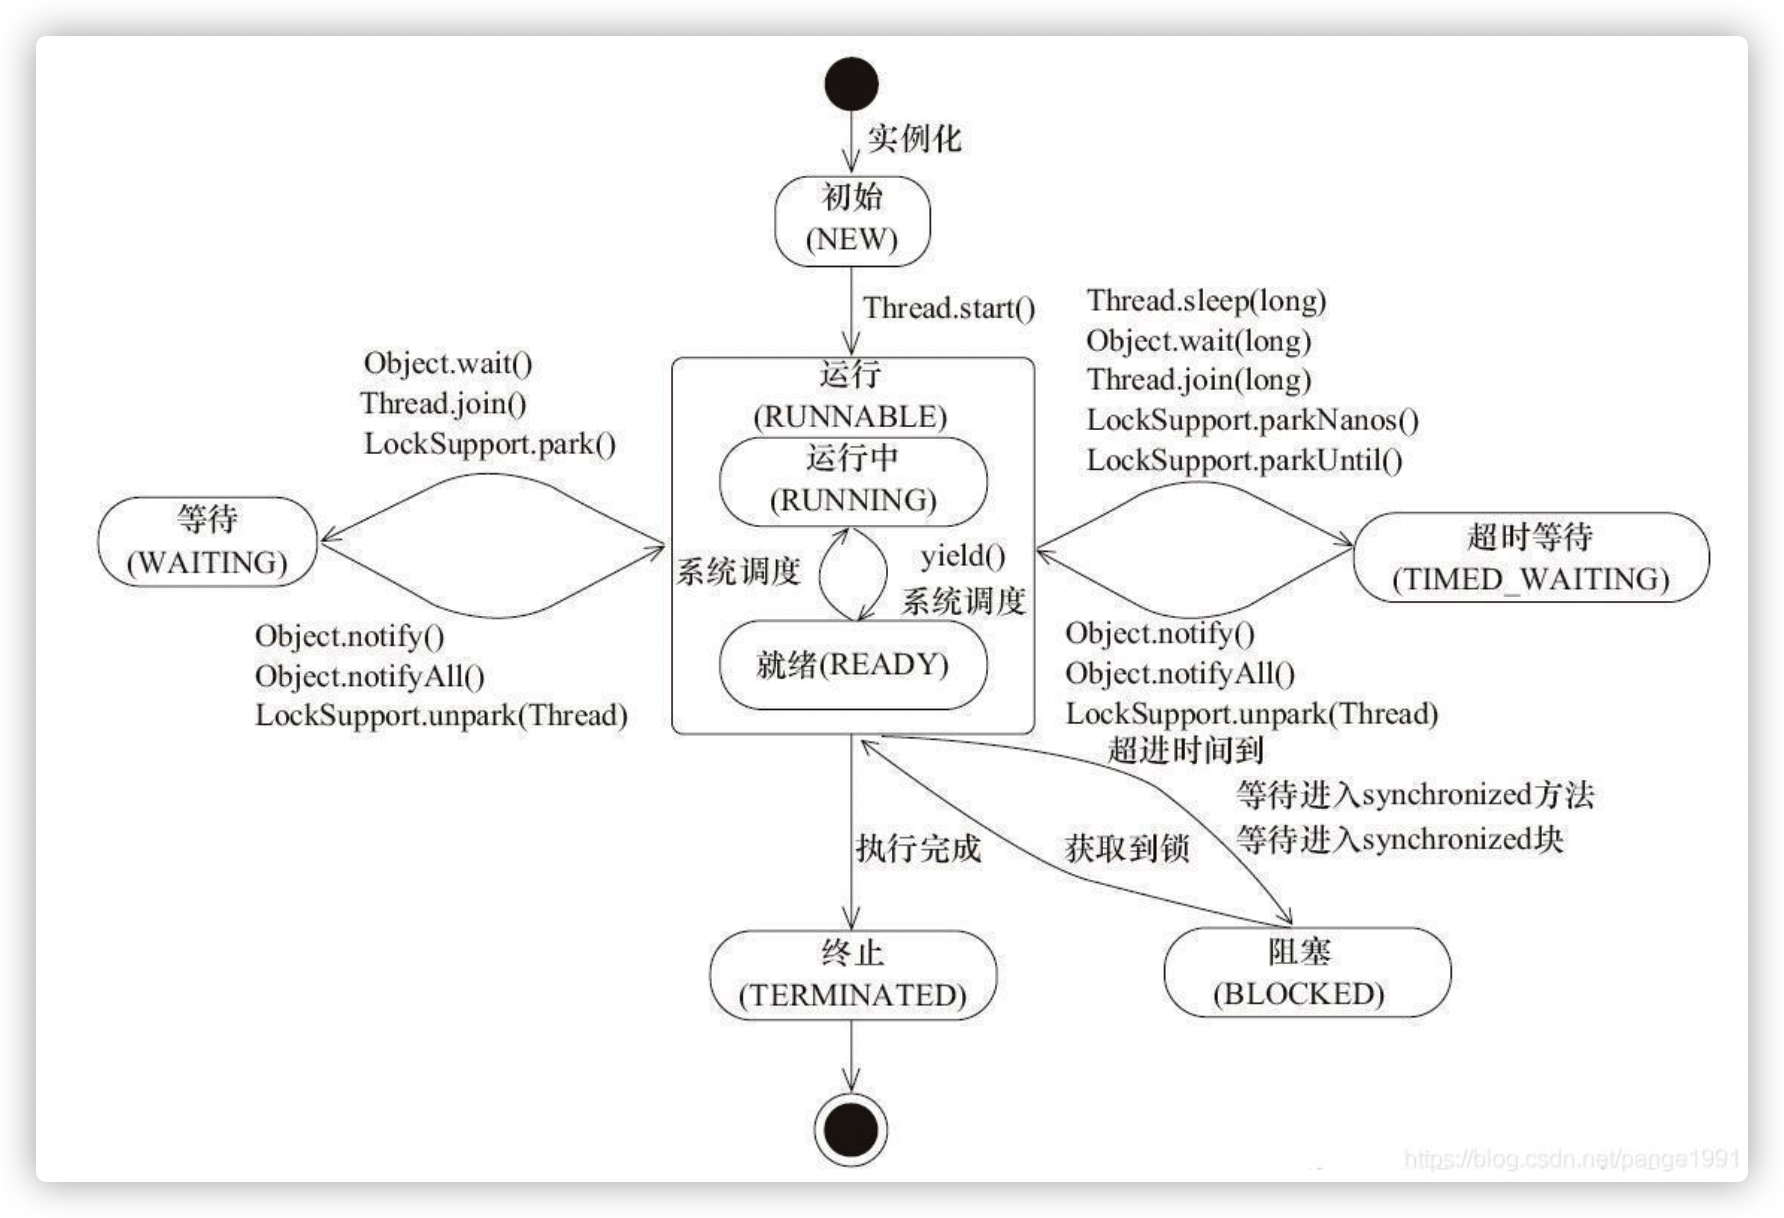 实例化
初始
(NEW)
Thread.start()
Object.wait()
Thread.join()
LockSupport.park()
Thread.sleep(long)
Object.wait(long)
Thread.join(long)
LockSupport.parkNanos()
LockSupport.parkUntil()
运行
(RUNNABLE)
运行中
(RUNNING)
等待
(WAITING)
系统调度
yield()
系统调度
超时等待
(TIMED_WAITING)
就绪(READY)
Object.notify()
Object.notifyAll()
LockSupport.unpark(Thread)
Object.notify()
Object.notifyAll()
LockSupport.unpark(Thread)
超进时间到
等待进入synchronized方法
等待进入synchronized块
执行完成
获取到锁
终止
(TERMINATED)
阻塞
(BLOCKED)
https://blog.csdn.net/pange1991